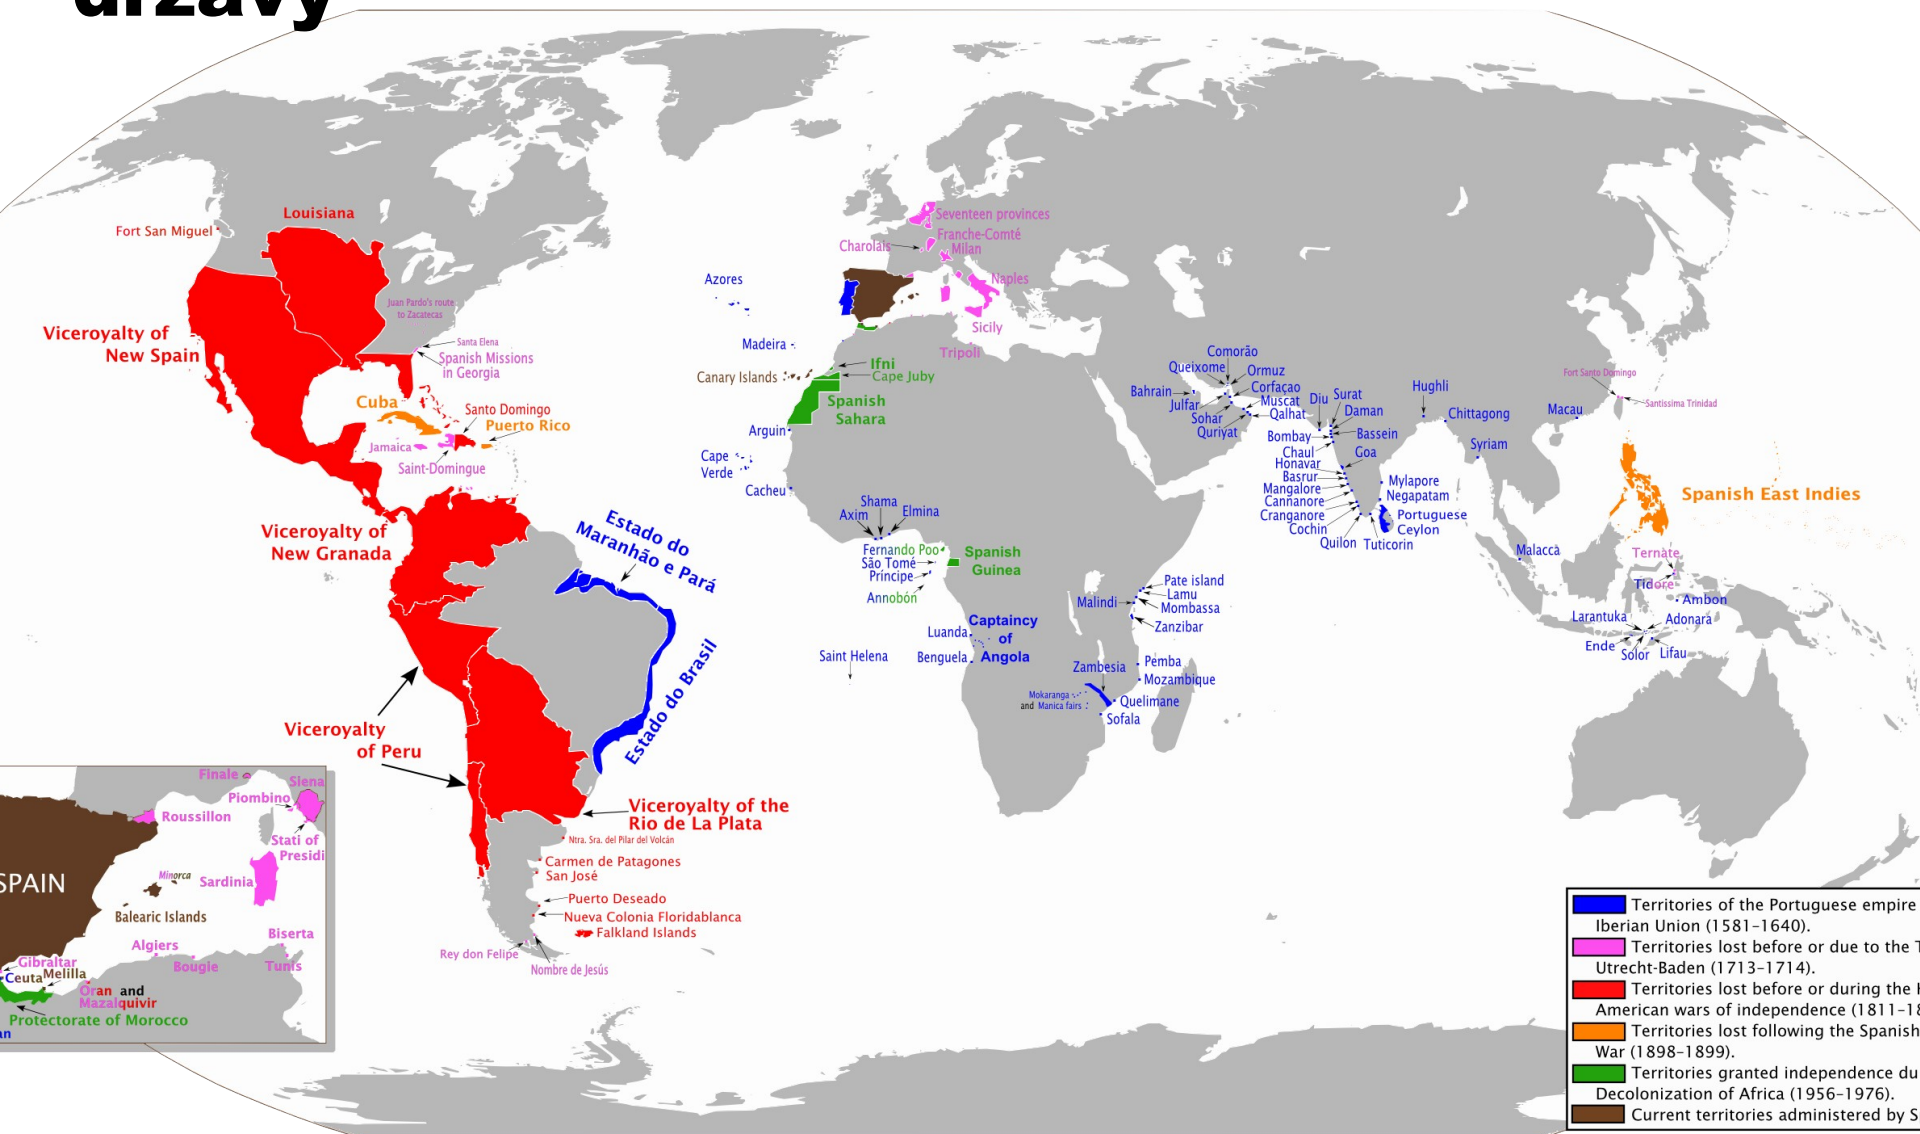 državy
Louisiana
Fort San Miguel
Viceroyalty of
New Spain
Juan Pardo's route
to Zacatecas
Santa Elena
Spanish Missions
in Georgia
Cuba
Santo Domingo
Puerto Rico
Jamaica
Saint-Domingue
Viceroyalty of
New Granada
Estado do
Maranhão e Pará
Estado do Brasil
Viceroyalty
of Peru
Viceroyalty of the
Rio de La Plata
Ntra. Sra. del Pilar del Volcán
Carmen de Patagones
San José
Puerto Deseado
Nueva Colonia Floridablanca
Falkland Islands
Rey don Felipe
Nombre de Jesús
Seventeen provinces
Franche-Comté
Charolais
Milan
Naples
Sicily
Tripoli
Azores
Madeira
Canary Islands
Ifni
Cape Juby
Spanish
Sahara
Arguin
Cape
Verde
Cacheu
Shama
Axim
Elmina
Fernando Poo
São Tomé
Príncipe
Annobón
Spanish
Guinea
Luanda
Benguela
Captaincy
of
Angola
Saint Helena
Pate island
Lamu
Malindi
Mombassa
Zanzibar
Zambesia
Pemba
Mozambique
Mokaranga
and Manica fairs
Quelimane
Sofala
Comorão
Queixome
Ormuz
Bahrain
Corfaçao
Julfar
Muscat
Sohar
Qalhat
Quriyat
Diu
Surat
Daman
Bombay
Bassein
Chaul
Goa
Honavar
Basrur
Mangalore
Cannanore
Cranganore
Cochin
Quilon
Tuticorin
Mylapore
Negapatam
Portuguese
Ceylon
Hughli
Chittagong
Syriam
Macau
Fort Santo Domingo
Santissima Trinidad
Spanish East Indies
Malacca
Ternate
Tidore
Ambon
Larantuka
Adonara
Ende
Solor
Lifau
Finale
Siena
Piombino
Roussillon
Stati of
Presidi
SPAIN
Minorca
Sardinia
Balearic Islands
Algiers
Bougie
Biserta
Tunis
Gibraltar
Ceuta
Melilla
Oran and
Mazalquivir
Protectorate of Morocco
an
Territories of the Portuguese empire
Iberian Union (1581-1640).
Territories lost before or due to the T
Utrecht-Baden (1713-1714).
Territories lost before or during the H
American wars of independence (1811-18
Territories lost following the Spanish
War (1898-1899).
Territories granted independence du
Decolonization of Africa (1956-1976).
Current territories administered by S